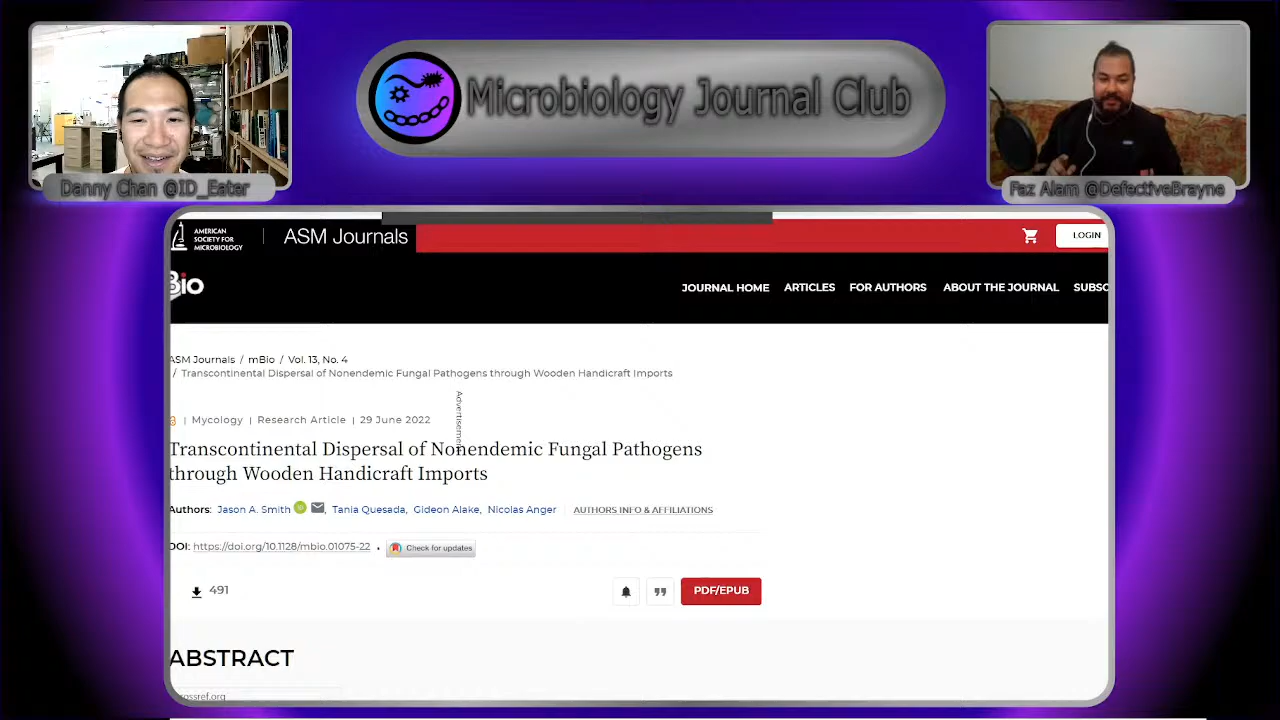 Microbiology Journal Club
Danny Chan @ID_Eater
Faz Alam @DefectiveBrayne
AMERICAN
SOCIETY FOR
MICROBIOLOGY
ASM Journals
LOGIN
Bio
JOURNAL HOME ARTICLES FOR AUTHORS ABOUT THE JOURNAL SUBSC
ASM Journals / mBio / Vol. 13, No. 4
/ Transcontinental Dispersal of Nonendemic Fungal Pathogens through Wooden Handicraft Imports
Advertisement
| Mycology | Research Article | 29 June 2022
Transcontinental Dispersal of Nonendemic Fungal Pathogens
through Wooden Handicraft Imports
Authors: Jason A. Smith, Tania Quesada, Gideon Alake, Nicolas Anger AUTHORS INFO & AFFILIATIONS
DOI: https://doi.org/10.1128/mbio.01075-22 • Check for updates
491
PDF/EPUB
ABSTRACT